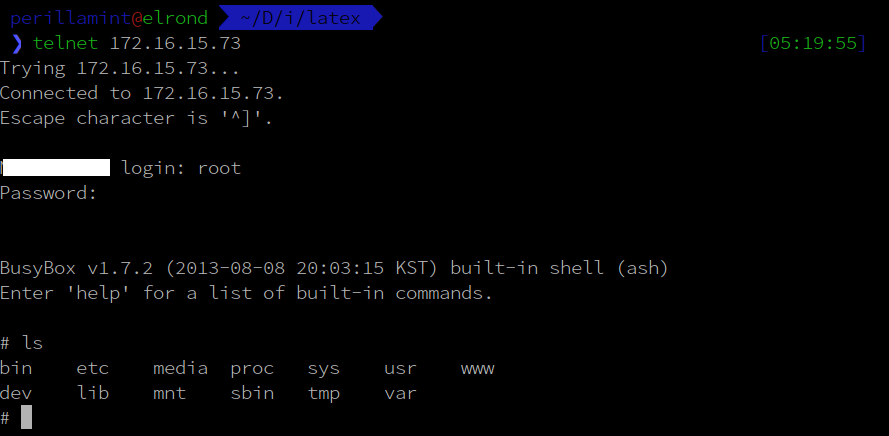 perillamint@elrond ~/D/i/latex
❯ telnet 172.16.15.73 [05:19:55]
Trying 172.16.15.73...
Connected to 172.16.15.73.
Escape character is '^]'.
login: root
Password:
BusyBox v1.7.2 (2013-08-08 20:03:15 KST) built-in shell (ash)
Enter 'help' for a list of built-in commands.
# ls
bin etc media proc sys usr www
dev lib mnt sbin tmp var
#